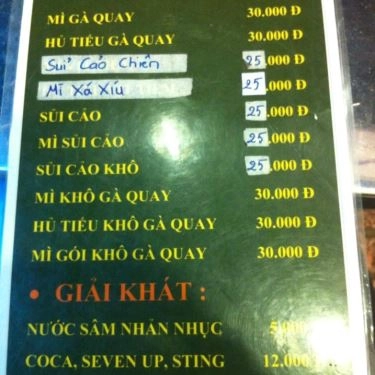 MÌ GÀ QUAY 30.000 Đ
HỦ TIẾU GÀ QUAY 30.000 Đ
Suỉ Cảo Chiên 25.000 Đ
Mĩ Xá Xíu 25.000 Đ
SỦI CẢO 25.000 Đ
MÌ SỦI CẢO 25.000 Đ
SỦI CẢO KHÔ 25.000 Đ
MÌ KHÔ GÀ QUAY 30.000 Đ
HỦ TIẾU KHÔ GÀ QUAY 30.000 Đ
MÌ GÓI KHÔ GÀ QUAY 30.000 Đ
• GIẢI KHÁT :
NƯỚC SÂM NHẢN NHỤC
COCA, SEVEN UP, STING 12.000